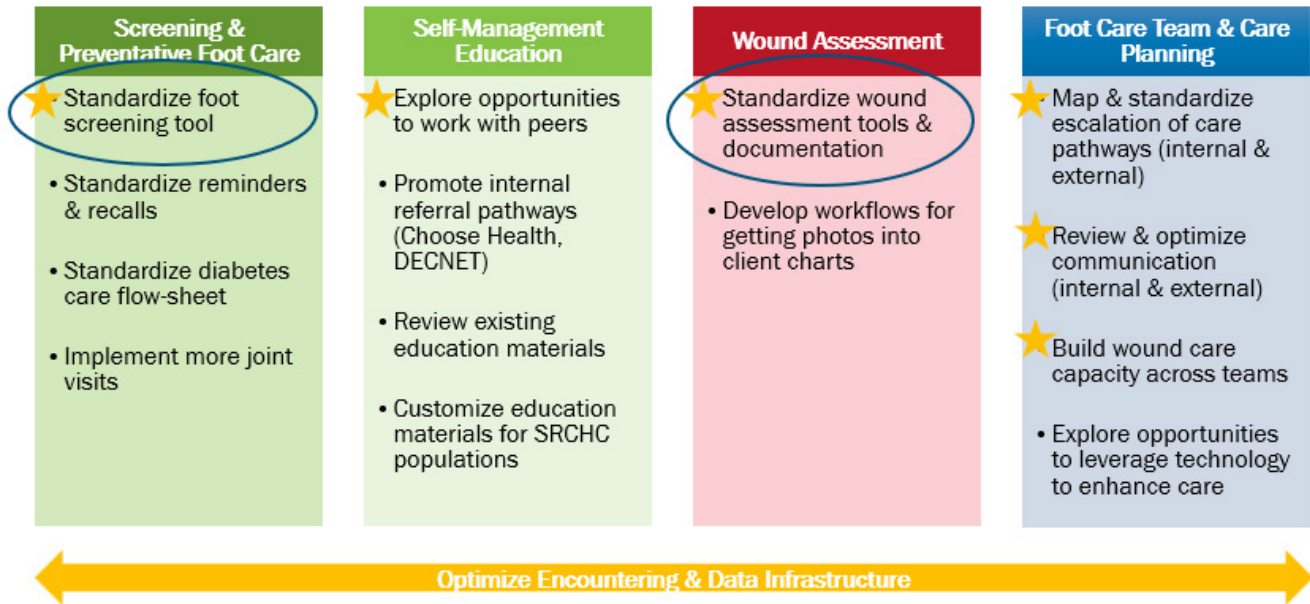 Screening &
Preventative Foot Care
• Standardize foot
screening tool
• Standardize reminders
& recalls
• Standardize diabetes
care flow-sheet
• Implement more joint
visits
Self-Management
Education
• Explore opportunities
to work with peers
• Promote internal
referral pathways
(Choose Health,
DECNET)
• Review existing
education materials
• Customize education
materials for SRCHC
populations
Wound Assessment
• Standardize wound
assessment tools &
documentation
• Develop workflows for
getting photos into
client charts
Foot Care Team & Care
Planning
• Map & standardize
escalation of care
pathways (internal &
external)
• Review & optimize
communication
(internal & external)
• Build wound care
capacity across teams
• Explore opportunities
to leverage technology
to enhance care
Optimize Encountering & Data Infrastructure